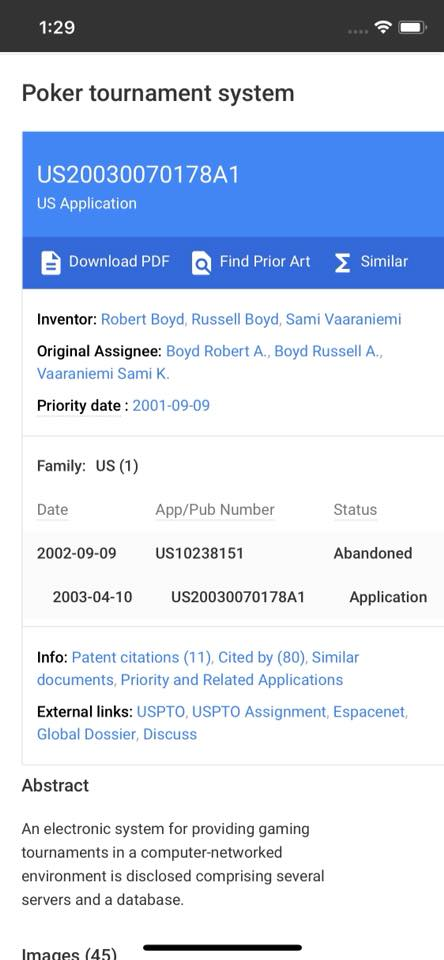 1:29
Poker tournament system
US20030070178A1
US Application
Download PDF Find Prior Art Similar
Inventor: Robert Boyd, Russell Boyd, Sami Vaaraniemi
Original Assignee: Boyd Robert A., Boyd Russell A.,
Vaaraniemi Sami K.
Priority date : 2001-09-09
Family: US (1)
Date App/Pub Number Status
2002-09-09 US10238151 Abandoned
2003-04-10 US20030070178A1 Application
Info: Patent citations (11), Cited by (80), Similar
documents, Priority and Related Applications
External links: USPTO, USPTO Assignment, Espacenet,
Global Dossier, Discuss
Abstract
An electronic system for providing gaming
tournaments in a computer-networked
environment is disclosed comprising several
servers and a database.
Images (45)